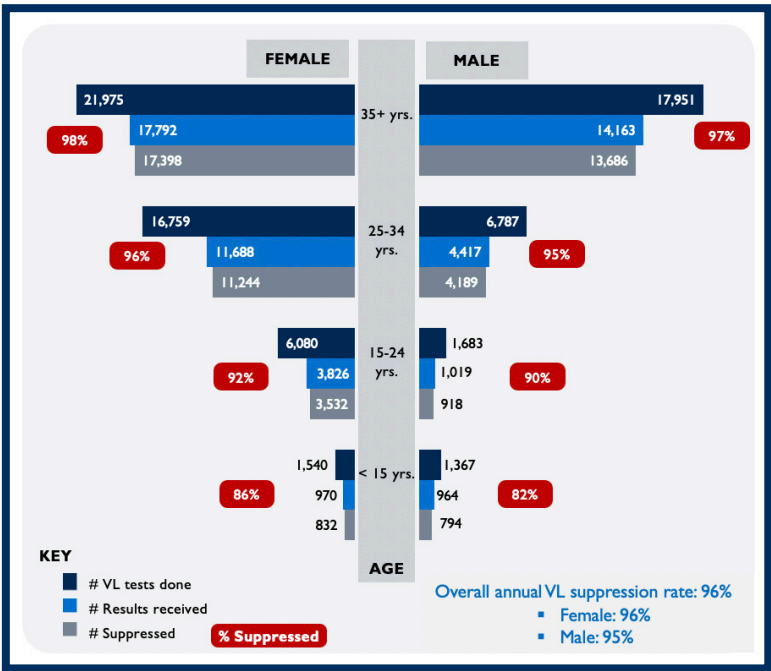 FEMALE
MALE
21,975
17,951
35+ yrs.
17,792
14,163
98%
97%
17,398
13,686
16,759
6,787
25-34
yrs.
11,688
4,417
96%
95%
11,244
4,189
6,080
1,683
15-24
yrs.
3,826
1,019
92%
90%
3,532
918
1,540
1,367
< 15 yrs.
970
964
86%
82%
832
794
KEY
AGE
# VL tests done
# Results received
# Suppressed
% Suppressed
Overall annual VL suppression rate: 96%
▪ Female: 96%
▪ Male: 95%